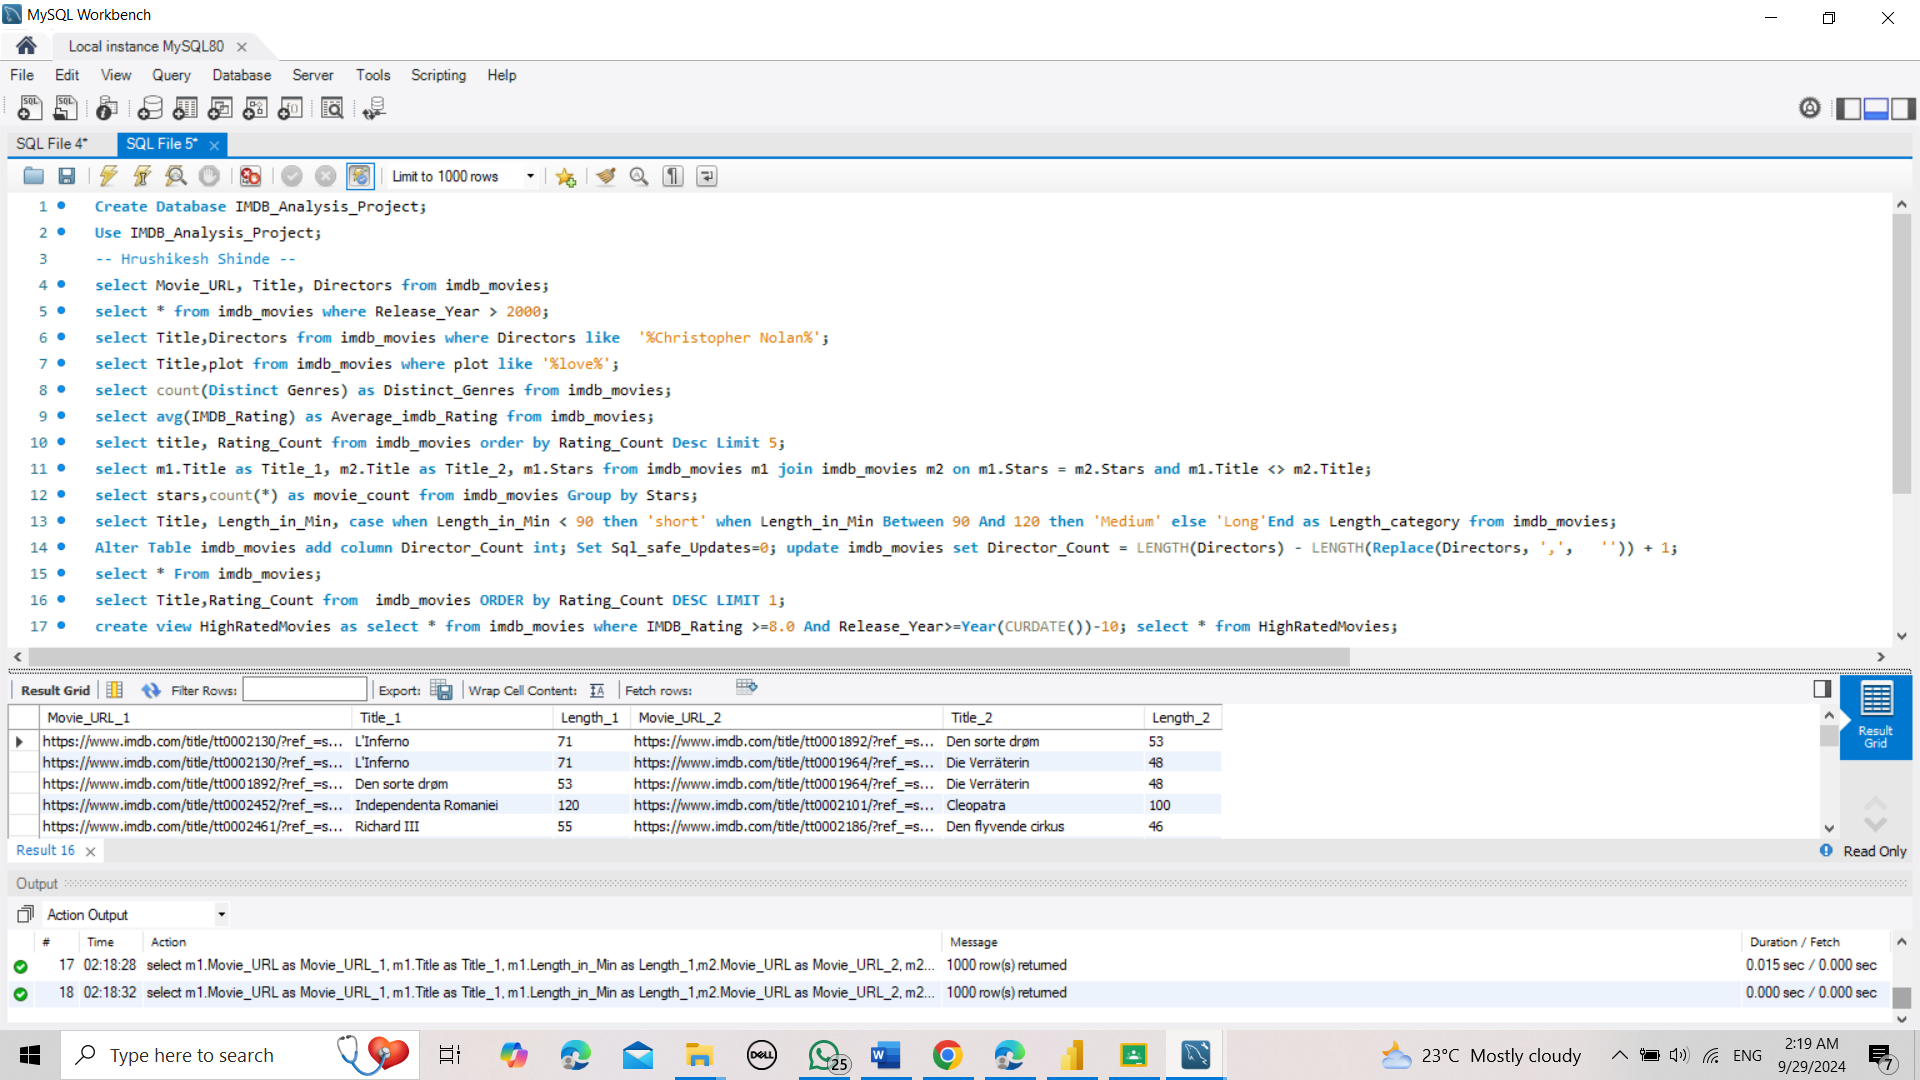 MySQL Workbench
Local instance MySQL80
File Edit View Query Database Server Tools Scripting Help
SQL File 4* SQL File 5*
Limit to 1000 rows
1 Create Database IMDB_Analysis_Project;
2 Use IMDB_Analysis_Project;
3 -- Hrushikesh Shinde --
4 select Movie_URL, Title, Directors from imdb_movies;
5 select * from imdb_movies where Release_Year > 2000;
6 select Title,Directors from imdb_movies where Directors like '%Christopher Nolan%';
7 select Title,plot from imdb_movies where plot like '%love%';
8 select count(Distinct Genres) as Distinct_Genres from imdb_movies;
9 select avg(IMDB_Rating) as Average_imdb_Rating from imdb_movies;
10 select title, Rating_Count from imdb_movies order by Rating_Count Desc Limit 5;
11 select m1.Title as Title_1, m2.Title as Title_2, m1.Stars from imdb_movies m1 join imdb_movies m2 on m1.Stars = m2.Stars and m1.Title <> m2.Title;
12 select stars,count(*) as movie_count from imdb_movies Group by Stars;
13 select Title, Length_in_Min, case when Length_in_Min < 90 then 'short' when Length_in_Min Between 90 And 120 then 'Medium' else 'Long'End as Length_category from imdb_movies;
14 Alter Table imdb_movies add column Director_Count int; Set Sql_safe_Updates=0; update imdb_movies set Director_Count = LENGTH(Directors) - LENGTH(Replace(Directors, ',', '')) + 1;
15 select * From imdb_movies;
16 select Title,Rating_Count from imdb_movies ORDER by Rating_Count DESC LIMIT 1;
17 create view HighRatedMovies as select * from imdb_movies where IMDB_Rating >=8.0 And Release_Year>=Year(CURDATE())-10; select * from HighRatedMovies;
Result Grid Filter Rows: Export: Wrap Cell Content: IA Fetch rows:
Movie_URL_1 Title_1 Length_1 Movie_URL_2 Title_2 Length_2
https://www.imdb.com/title/tt0002130/?ref_=s... L'Inferno 71 https://www.imdb.com/title/tt0001892/?ref_=s... Den sorte drøm 53
https://www.imdb.com/title/tt0002130/?ref_=s... L'Inferno 71 https://www.imdb.com/title/tt0001964/?ref_=s... Die Verräterin 48
https://www.imdb.com/title/tt0001892/?ref_=s... Den sorte drøm 53 https://www.imdb.com/title/tt0001964/?ref_=s... Die Verräterin 48
https://www.imdb.com/title/tt0002452/?ref_=s... Independenta Romaniei 120 https://www.imdb.com/title/tt0002101/?ref_=s... Cleopatra 100
https://www.imdb.com/title/tt0002461/?ref_=s... Richard III 55 https://www.imdb.com/title/tt0002186/?ref_=s... Den flyvende cirkus 46
Result Grid
Result 16 Read Only
Output
Action Output
# Time Action Message Duration / Fetch
17 02:18:28 select m1.Movie_URL as Movie_URL_1, m1.Title as Title_1, m1.Length_in_Min as Length_1,m2.Movie_URL as Movie_URL_2, m2... 1000 row(s) returned 0.015 sec / 0.000 sec
18 02:18:32 select m1.Movie_URL as Movie_URL_1, m1.Title as Title_1, m1.Length_in_Min as Length_1,m2.Movie_URL as Movie_URL_2, m2... 1000 row(s) returned 0.000 sec / 0.000 sec
Type here to search DELL 25 W 23°C Mostly cloudy ENG 2:19 AM 7
9/29/2024